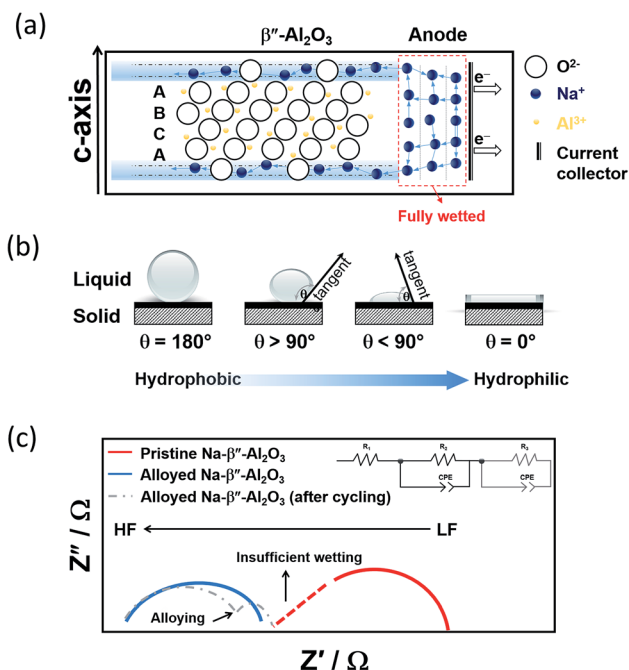 (a)
β″-Al₂O₃
Anode
c-axis
A
B
C
A
e⁻
e⁻
O²⁻
Na⁺
Al³⁺
Current
collector
Fully wetted
(b)
Liquid
Solid
θ
tangent
θ
tangent
θ = 180°
θ > 90°
θ < 90°
θ = 0°
Hydrophobic
Hydrophilic
(c)
Pristine Na-β″-Al₂O₃
Alloyed Na-β″-Al₂O₃
Alloyed Na-β″-Al₂O₃ (after cycling)
R₁
R₂
R₃
CPE
CPE
HF
LF
Insufficient wetting
Alloying
Z″ / Ω
Z′ / Ω